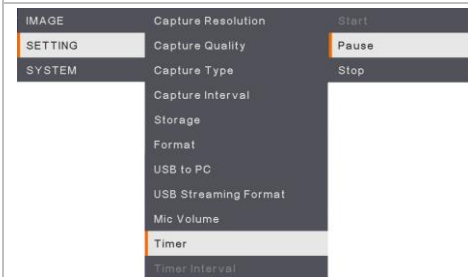 IMAGE
SETTING
SYSTEM
Capture Resolution
Capture Quality
Capture Type
Capture Interval
Storage
Format
USB to PC
USB Streaming Format
Mic Volume
Timer
Timer Interval
Start
Pause
Stop